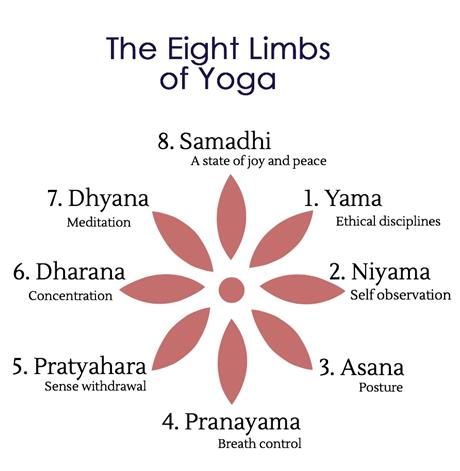 The Eight Limbs
of Yoga
8. Samadhi
A state of joy and peace
7. Dhyana
Meditation
1. Yama
Ethical disciplines
6. Dharana
Concentration
2. Niyama
Self observation
5. Pratyahara
Sense withdrawal
3. Asana
Posture
4. Pranayama
Breath control